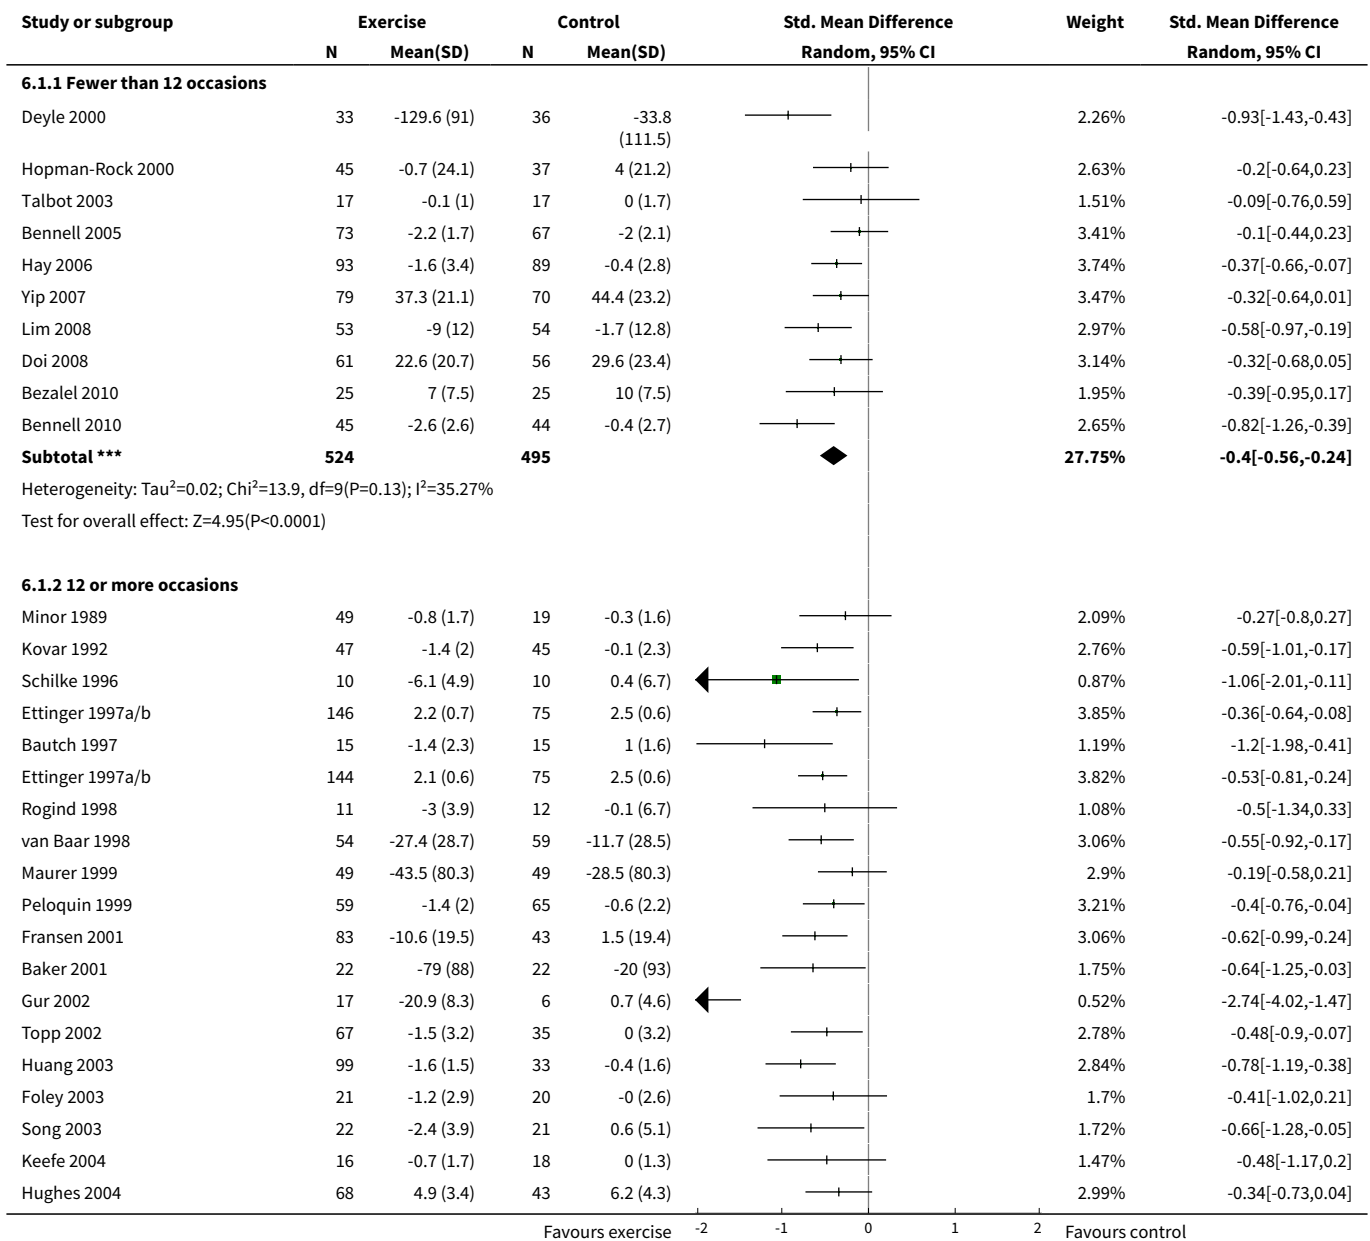 Study or subgroup Exercise Control Std. Mean Difference Weight Std. Mean Difference
N Mean(SD) N Mean(SD) Random, 95% CI Random, 95% CI
6.1.1 Fewer than 12 occasions
Deyle 2000 33 -129.6 (91) 36 -33.8 2.26% -0.93[-1.43,-0.43]
(111.5)
Hopman-Rock 2000 45 -0.7 (24.1) 37 4 (21.2) 2.63% -0.2[-0.64,0.23]
Talbot 2003 17 -0.1 (1) 17 0 (1.7) 1.51% -0.09[-0.76,0.59]
Bennell 2005 73 -2.2 (1.7) 67 -2 (2.1) 3.41% -0.1[-0.44,0.23]
Hay 2006 93 -1.6 (3.4) 89 -0.4 (2.8) 3.74% -0.37[-0.66,-0.07]
Yip 2007 79 37.3 (21.1) 70 44.4 (23.2) 3.47% -0.32[-0.64,0.01]
Lim 2008 53 -9 (12) 54 -1.7 (12.8) 2.97% -0.58[-0.97,-0.19]
Doi 2008 61 22.6 (20.7) 56 29.6 (23.4) 3.14% -0.32[-0.68,0.05]
Bezalel 2010 25 7 (7.5) 25 10 (7.5) 1.95% -0.39[-0.95,0.17]
Bennell 2010 45 -2.6 (2.6) 44 -0.4 (2.7) 2.65% -0.82[-1.26,-0.39]
Subtotal *** 524 495 27.75% -0.4[-0.56,-0.24]
Heterogeneity: Tau²=0.02; Chi²=13.9, df=9(P=0.13); I²=35.27%
Test for overall effect: Z=4.95(P<0.0001)
6.1.2 12 or more occasions
Minor 1989 49 -0.8 (1.7) 19 -0.3 (1.6) 2.09% -0.27[-0.8,0.27]
Kovar 1992 47 -1.4 (2) 45 -0.1 (2.3) 2.76% -0.59[-1.01,-0.17]
Schilke 1996 10 -6.1 (4.9) 10 0.4 (6.7) 0.87% -1.06[-2.01,-0.11]
Ettinger 1997a/b 146 2.2 (0.7) 75 2.5 (0.6) 3.85% -0.36[-0.64,-0.08]
Bautch 1997 15 -1.4 (2.3) 15 1 (1.6) 1.19% -1.2[-1.98,-0.41]
Ettinger 1997a/b 144 2.1 (0.6) 75 2.5 (0.6) 3.82% -0.53[-0.81,-0.24]
Rogind 1998 11 -3 (3.9) 12 -0.1 (6.7) 1.08% -0.5[-1.34,0.33]
van Baar 1998 54 -27.4 (28.7) 59 -11.7 (28.5) 3.06% -0.55[-0.92,-0.17]
Maurer 1999 49 -43.5 (80.3) 49 -28.5 (80.3) 2.9% -0.19[-0.58,0.21]
Peloquin 1999 59 -1.4 (2) 65 -0.6 (2.2) 3.21% -0.4[-0.76,-0.04]
Fransen 2001 83 -10.6 (19.5) 43 1.5 (19.4) 3.06% -0.62[-0.99,-0.24]
Baker 2001 22 -79 (88) 22 -20 (93) 1.75% -0.64[-1.25,-0.03]
Gur 2002 17 -20.9 (8.3) 6 0.7 (4.6) 0.52% -2.74[-4.02,-1.47]
Topp 2002 67 -1.5 (3.2) 35 0 (3.2) 2.78% -0.48[-0.9,-0.07]
Huang 2003 99 -1.6 (1.5) 33 -0.4 (1.6) 2.84% -0.78[-1.19,-0.38]
Foley 2003 21 -1.2 (2.9) 20 -0 (2.6) 1.7% -0.41[-1.02,0.21]
Song 2003 22 -2.4 (3.9) 21 0.6 (5.1) 1.72% -0.66[-1.28,-0.05]
Keefe 2004 16 -0.7 (1.7) 18 0 (1.3) 1.47% -0.48[-1.17,0.2]
Hughes 2004 68 4.9 (3.4) 43 6.2 (4.3) 2.99% -0.34[-0.73,0.04]
Favours exercise -2 -1 0 1 2 Favours control